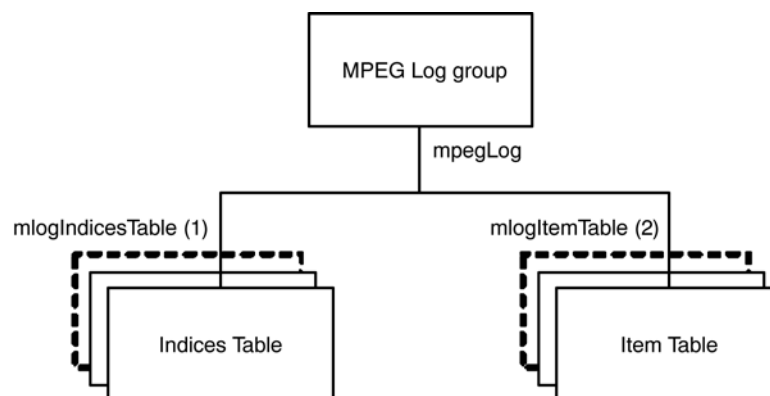 MPEG Log group
mpegLog
mlogIndicesTable (1)
mlogItemTable (2)
Indices Table
Item Table